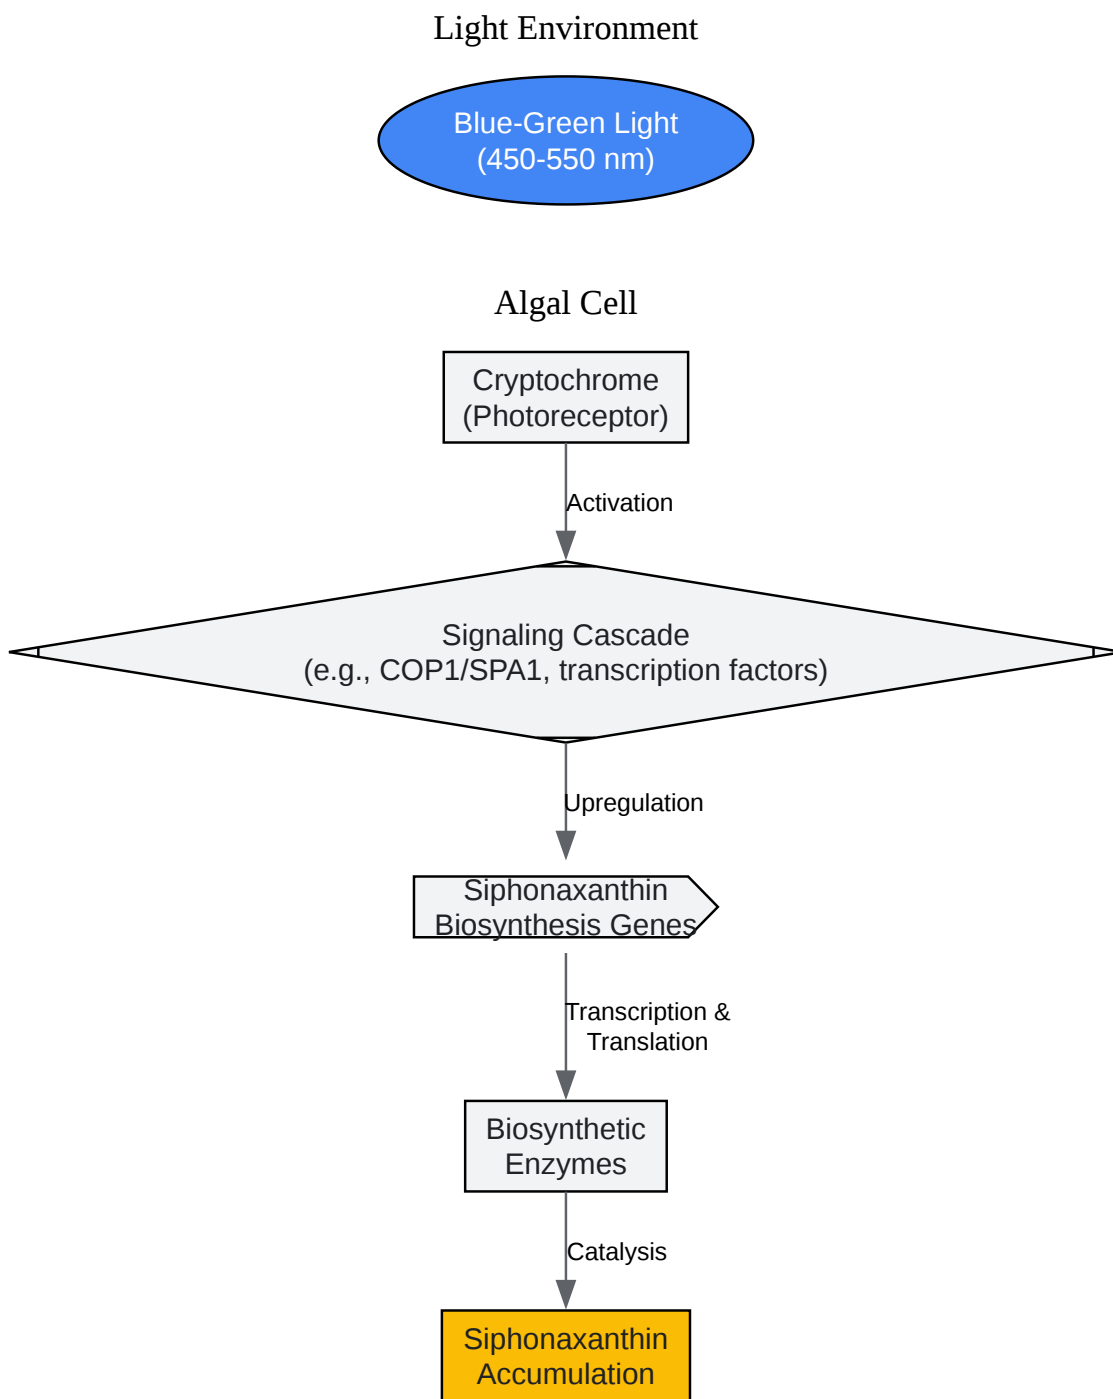 Light Environment
Blue-Green Light
(450-550 nm)
Algal Cell
Cryptochrome
(Photoreceptor)
Activation
Signaling Cascade
(e.g., COP1/SPA1, transcription factors)
Upregulation
Siphonaxanthin
Biosynthesis Genes
Transcription &
Translation
Biosynthetic
Enzymes
Catalysis
Siphonaxanthin
Accumulation